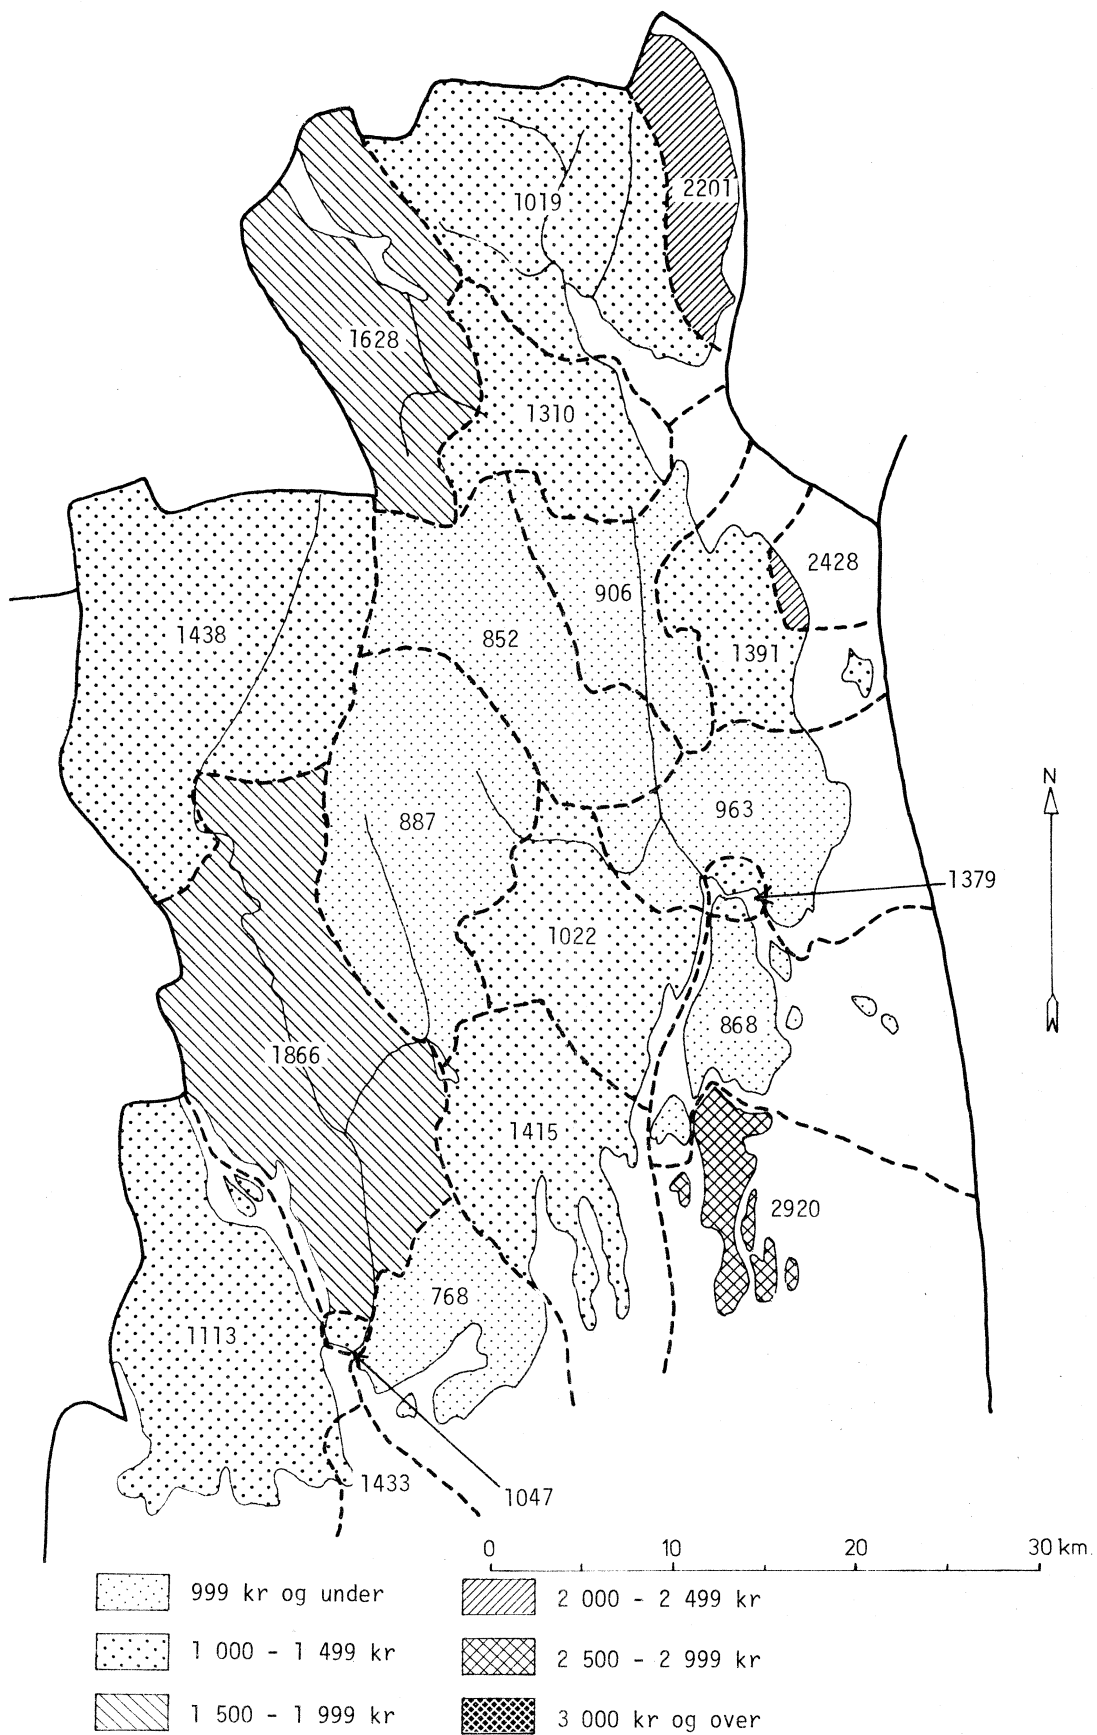 2201
1019
1628
1310
2428
906
1438
852
1391
N
963
887
1379
1022
868
1866
1415
2920
768
1113
1433
1047
0 10 20 30 km.
999 kr og under
1 000 - 1 499 kr
1 500 - 1 999 kr
2 000 - 2 499 kr
2 500 - 2 999 kr
3 000 kr og over